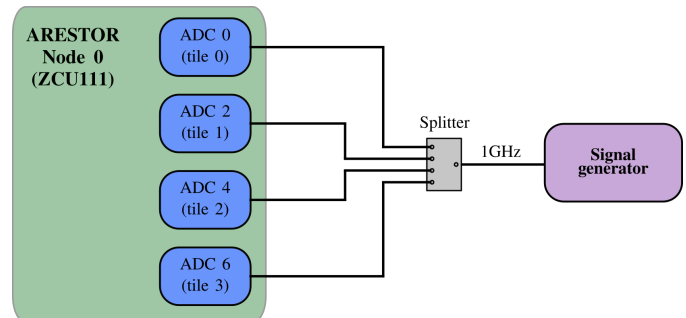 ARESTOR
Node 0
(ZCU111)
ADC 0
(tile 0)
ADC 2
(tile 1)
ADC 4
(tile 2)
ADC 6
(tile 3)
Splitter
1GHz
Signal
generator